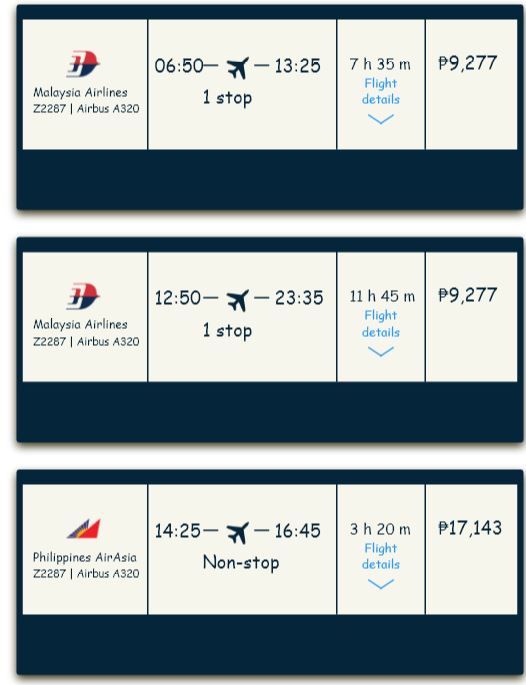 06:50— — 13:25
1 stop
Malaysia Airlines
Z2287 | Airbus A320
7 h 35 m
Flight
details
₱9,277
12:50— — 23:35
1 stop
Malaysia Airlines
Z2287 | Airbus A320
11 h 45 m
Flight
details
₱9,277
14:25— — 16:45
Non-stop
Philippines AirAsia
Z2287 | Airbus A320
3 h 20 m
Flight
details
₱17,143